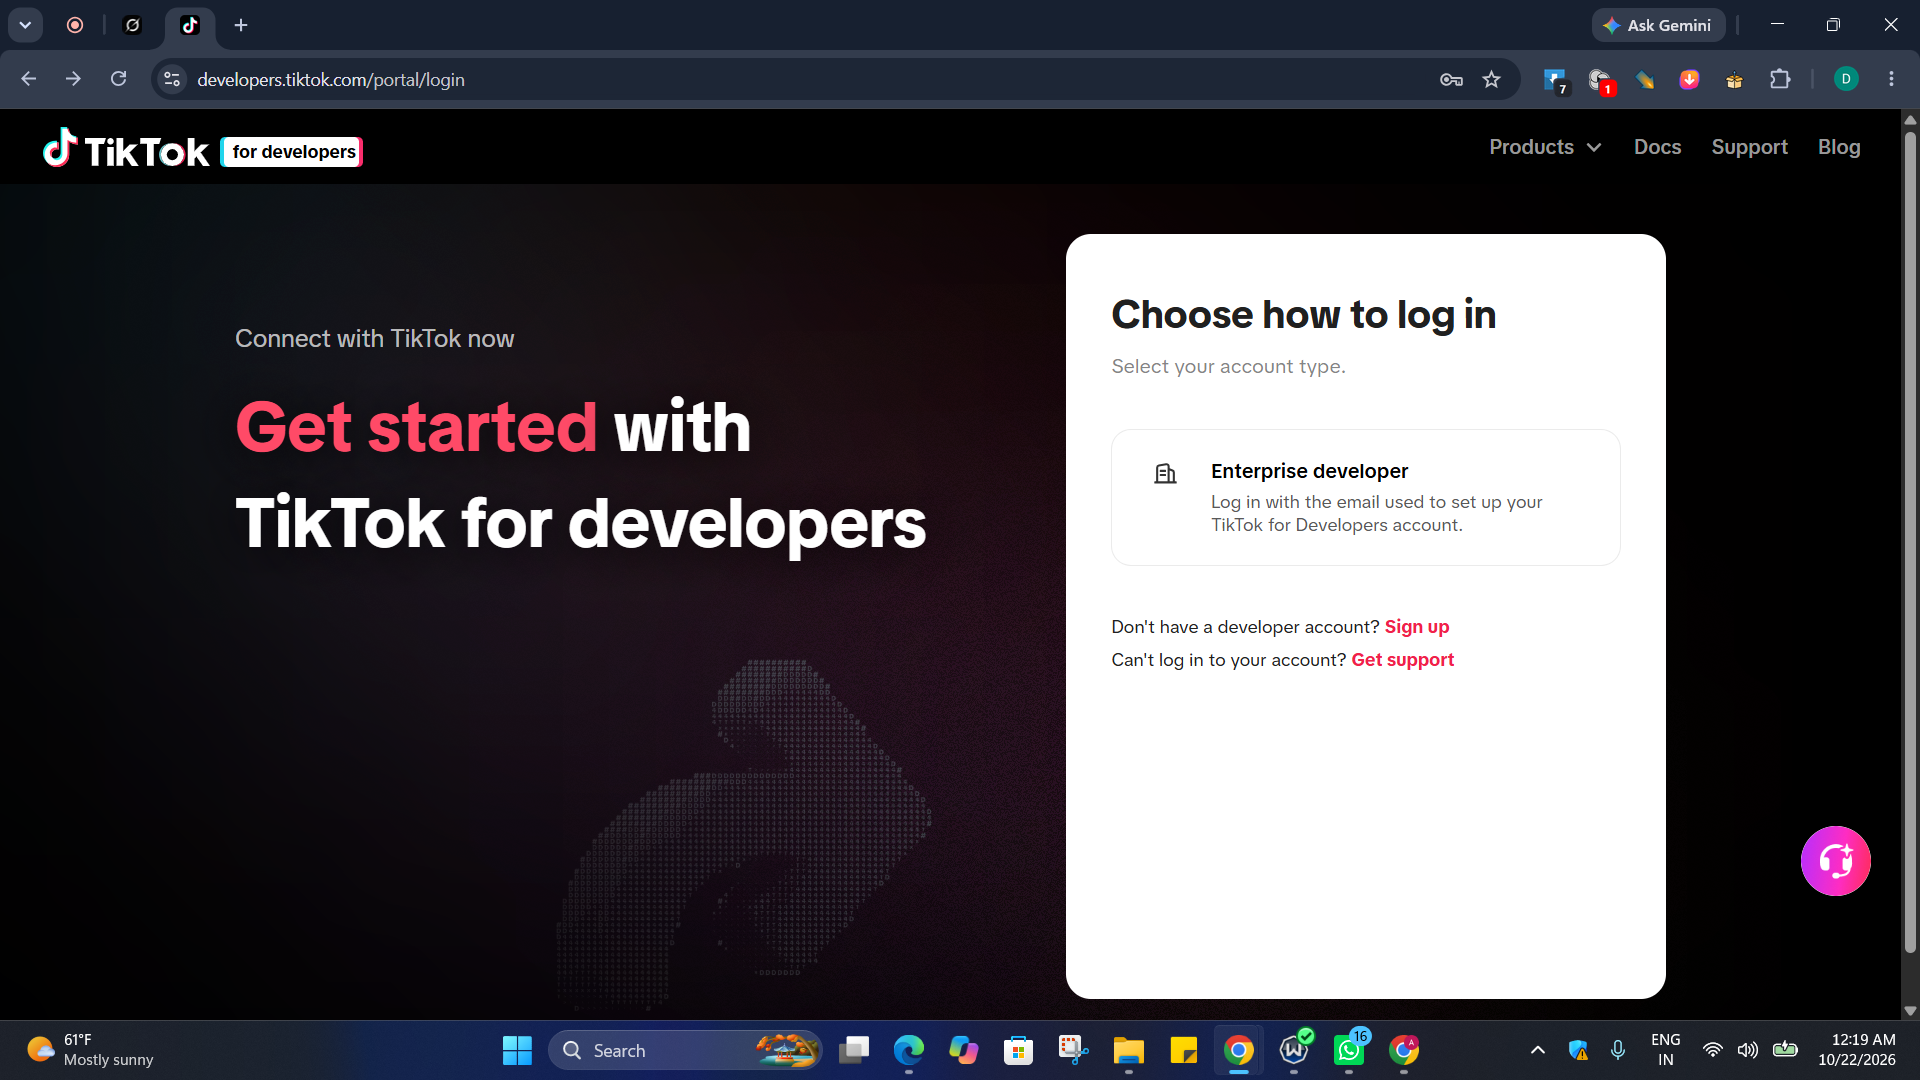 Ask Gemini
developers.tiktok.com/portal/login
7
1
D
TikTok for developers
Products
Docs
Support
Blog
Connect with TikTok now
Get started with
TikTok for developers
Choose how to log in
Select your account type.
Enterprise developer
Log in with the email used to set up your
TikTok for Developers account.
Don't have a developer account? Sign up
Can't log in to your account? Get support
61°F
Mostly sunny
Search
16
A
ENG
IN
12:19 AM
10/22/2026